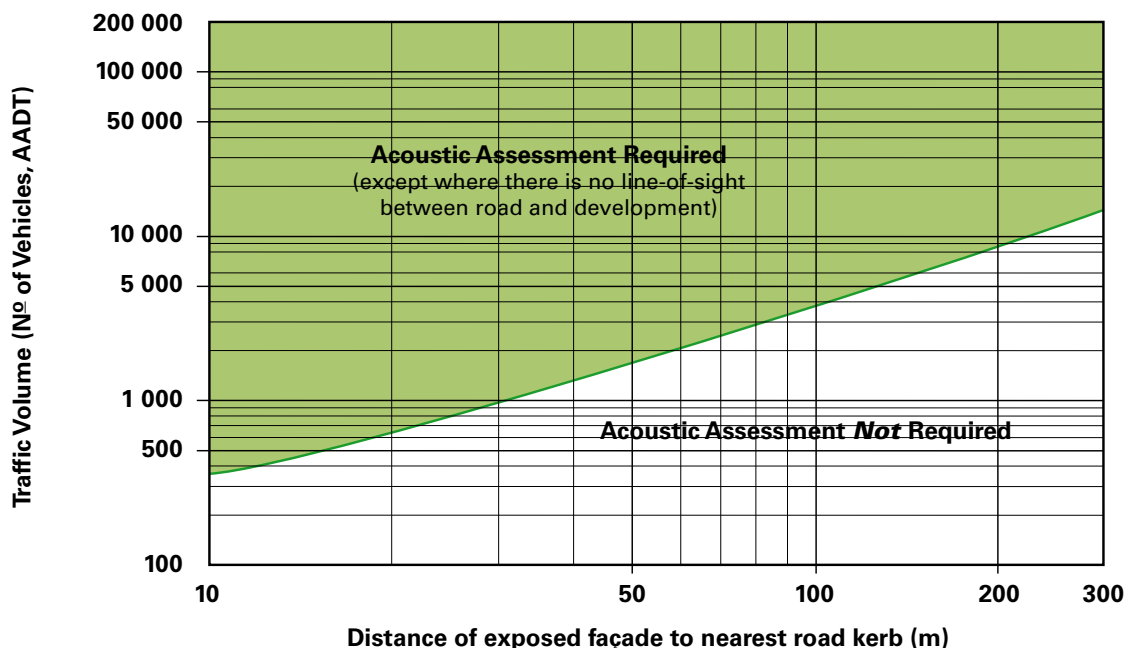 200 000
100 000
50 000
10 000
5 000
1 000
500
100
Traffic Volume (Nº of Vehicles, AADT)
Acoustic Assessment Required
(except where there is no line-of-sight
between road and development)
Acoustic Assessment Not Required
10
50
100
200
300
Distance of exposed façade to nearest road kerb (m)